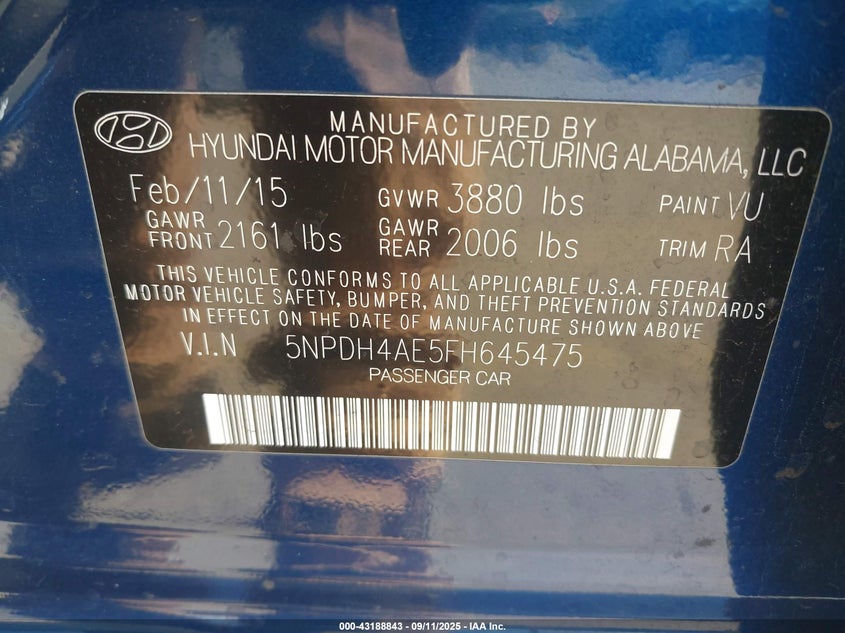 MANUFACTURED BY
HYUNDAI MOTOR MANUFACTURING ALABAMA, LLC
Feb/11/15 GVWR 3880 lbs PAINT VU
GAWR FRONT 2161 lbs GAWR REAR 2006 lbs TRIM RA
THIS VEHICLE CONFORMS TO ALL APPLICABLE U.S.A. FEDERAL
MOTOR VEHICLE SAFETY, BUMPER, AND THEFT PREVENTION STANDARDS
IN EFFECT ON THE DATE OF MANUFACTURE SHOWN ABOVE
V.I.N 5NPDH4AE5FH645475
PASSENGER CAR
000-43188843 - 09/11/2025 - IAA Inc.